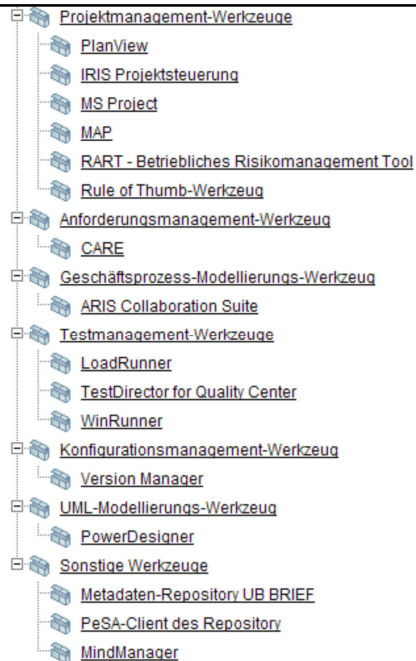 Projektmanagement-Werkzeuge
PlanView
IRIS Projektsteuerung
MS Project
MAP
RART - Betriebliches Risikomanagement Tool
Rule of Thumb-Werkzeug
Anforderungsmanagement-Werkzeug
CARE
Geschäftsprozess-Modellierungs-Werkzeug
ARIS Collaboration Suite
Testmanagement-Werkzeuge
LoadRunner
TestDirector for Quality Center
WinRunner
Konfigurationsmanagement-Werkzeug
Version Manager
UML-Modellierungs-Werkzeug
PowerDesigner
Sonstige Werkzeuge
Metadaten-Repository UB BRIEF
PeSA-Client des Repository
MindManager